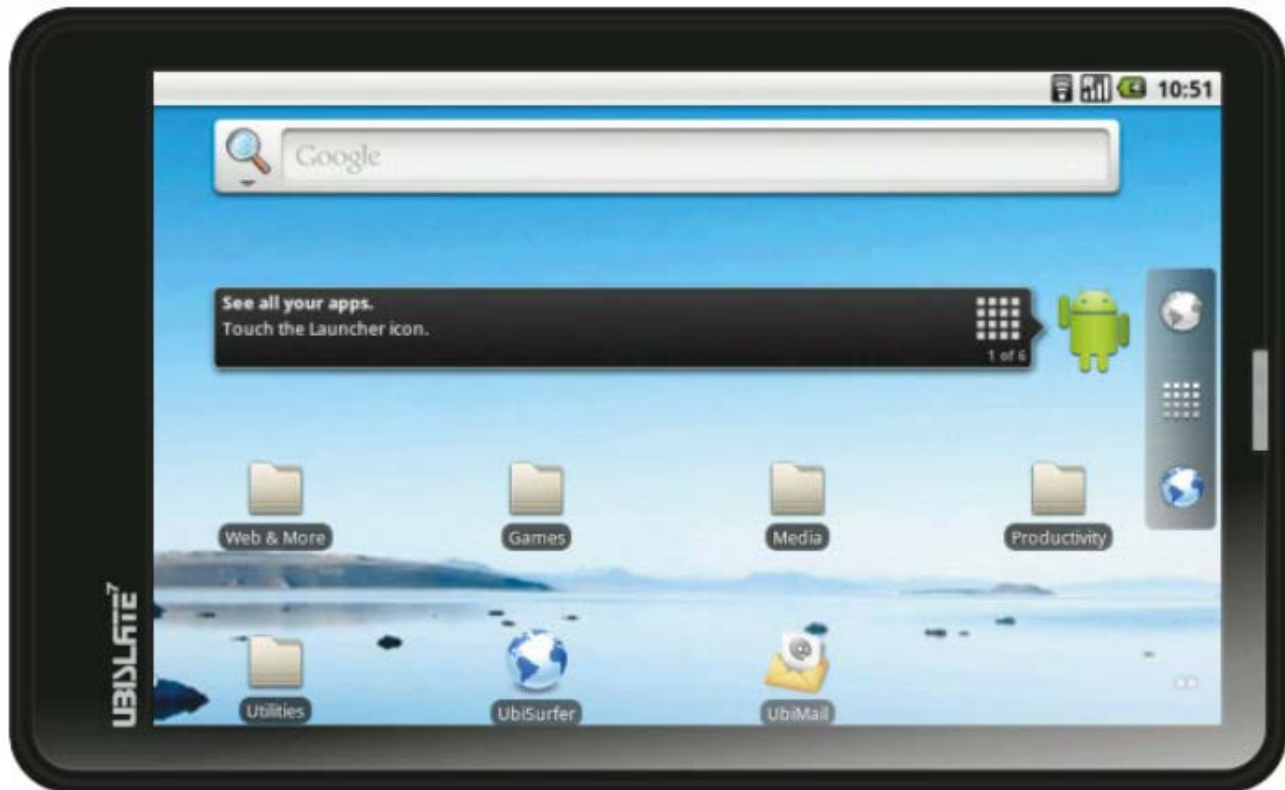 10:51
Google
See all your apps.
Touch the Launcher icon.
1 of 6
Web & More
Games
Media
Productivity
Utilities
UbiSurfer
UbiMail
UBISLATE7